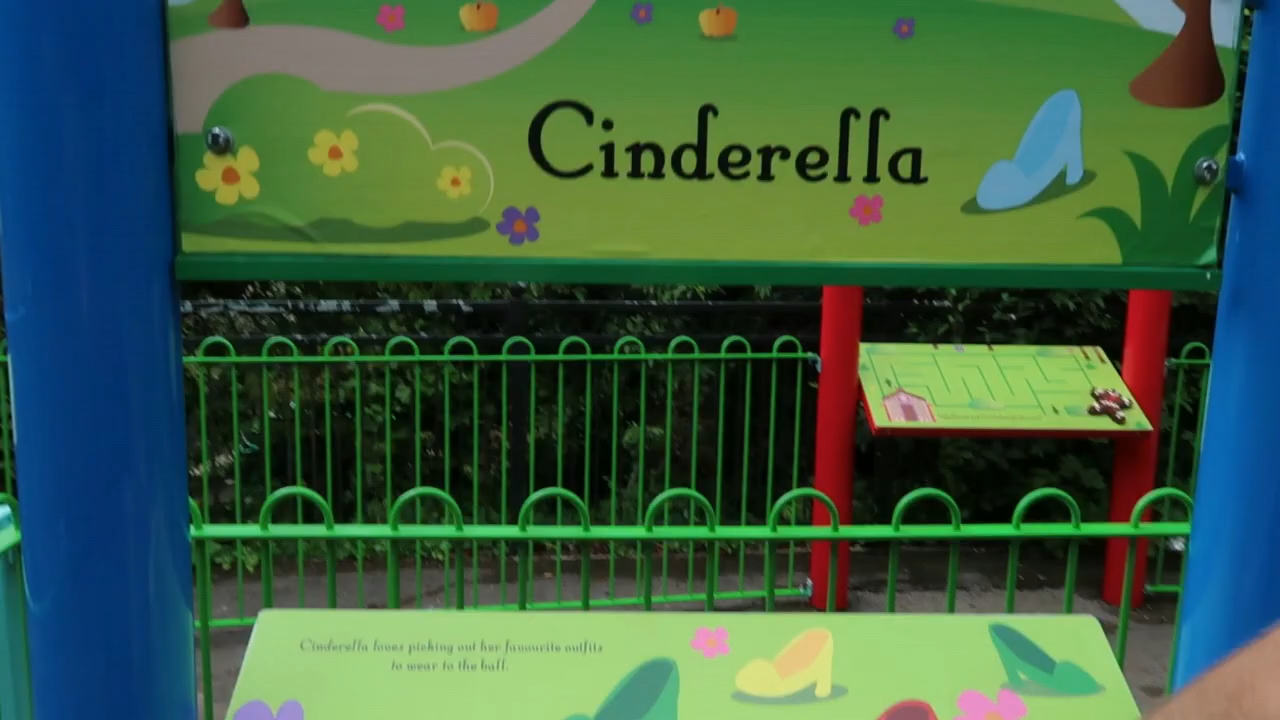 Cinderella
Cinderella loves picking out her favourite outfits
to wear to the ball.